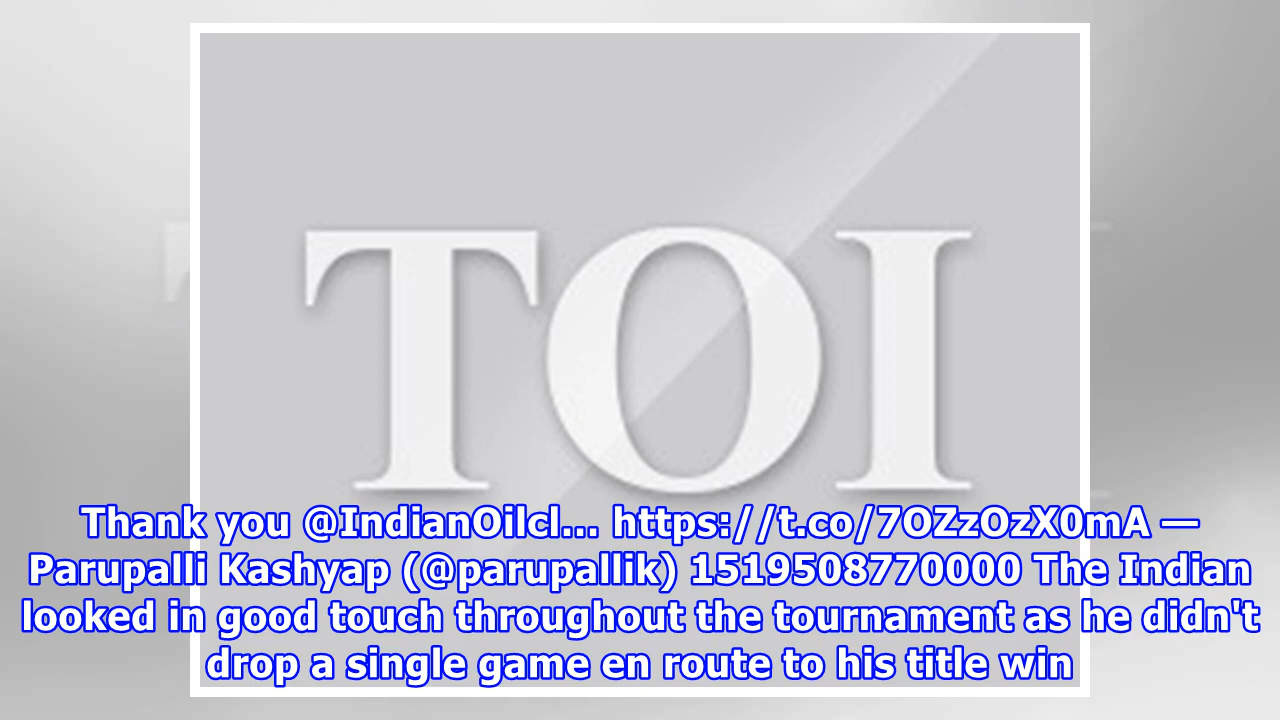 TOI
Thank you @IndianOilcl... https://t.co/7OZzOzX0mA —
Parupalli Kashyap (@parupallik) 1519508770000 The Indian
looked in good touch throughout the tournament as he didn't
drop a single game en route to his title win